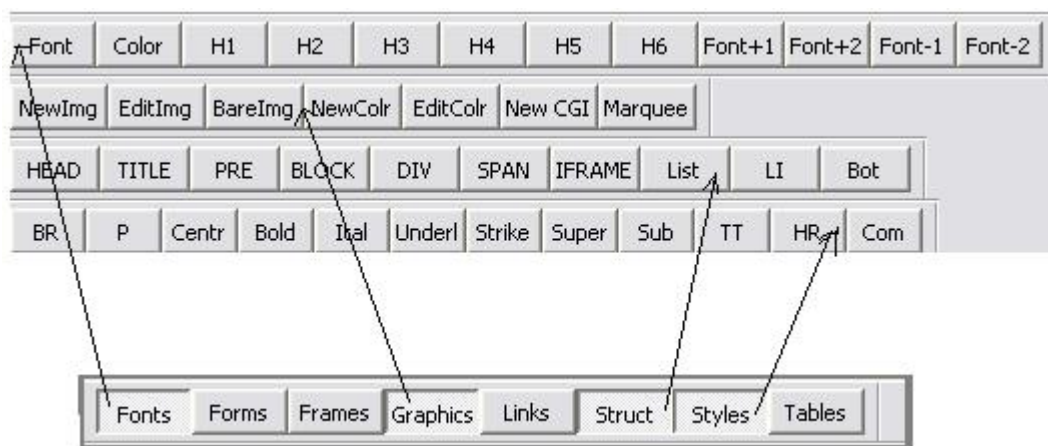 Font Color H1 H2 H3 H4 H5 H6 Font+1 Font+2 Font-1 Font-2
NewImg EditImg BareImg NewColr EditColr New CGI Marquee
HEAD TITLE PRE BLOCK DIV SPAN IFRAME List LI Bot
BR P Centr Bold Ital Underl Strike Super Sub TT HR Com
Fonts Forms Frames Graphics Links Struct Styles Tables